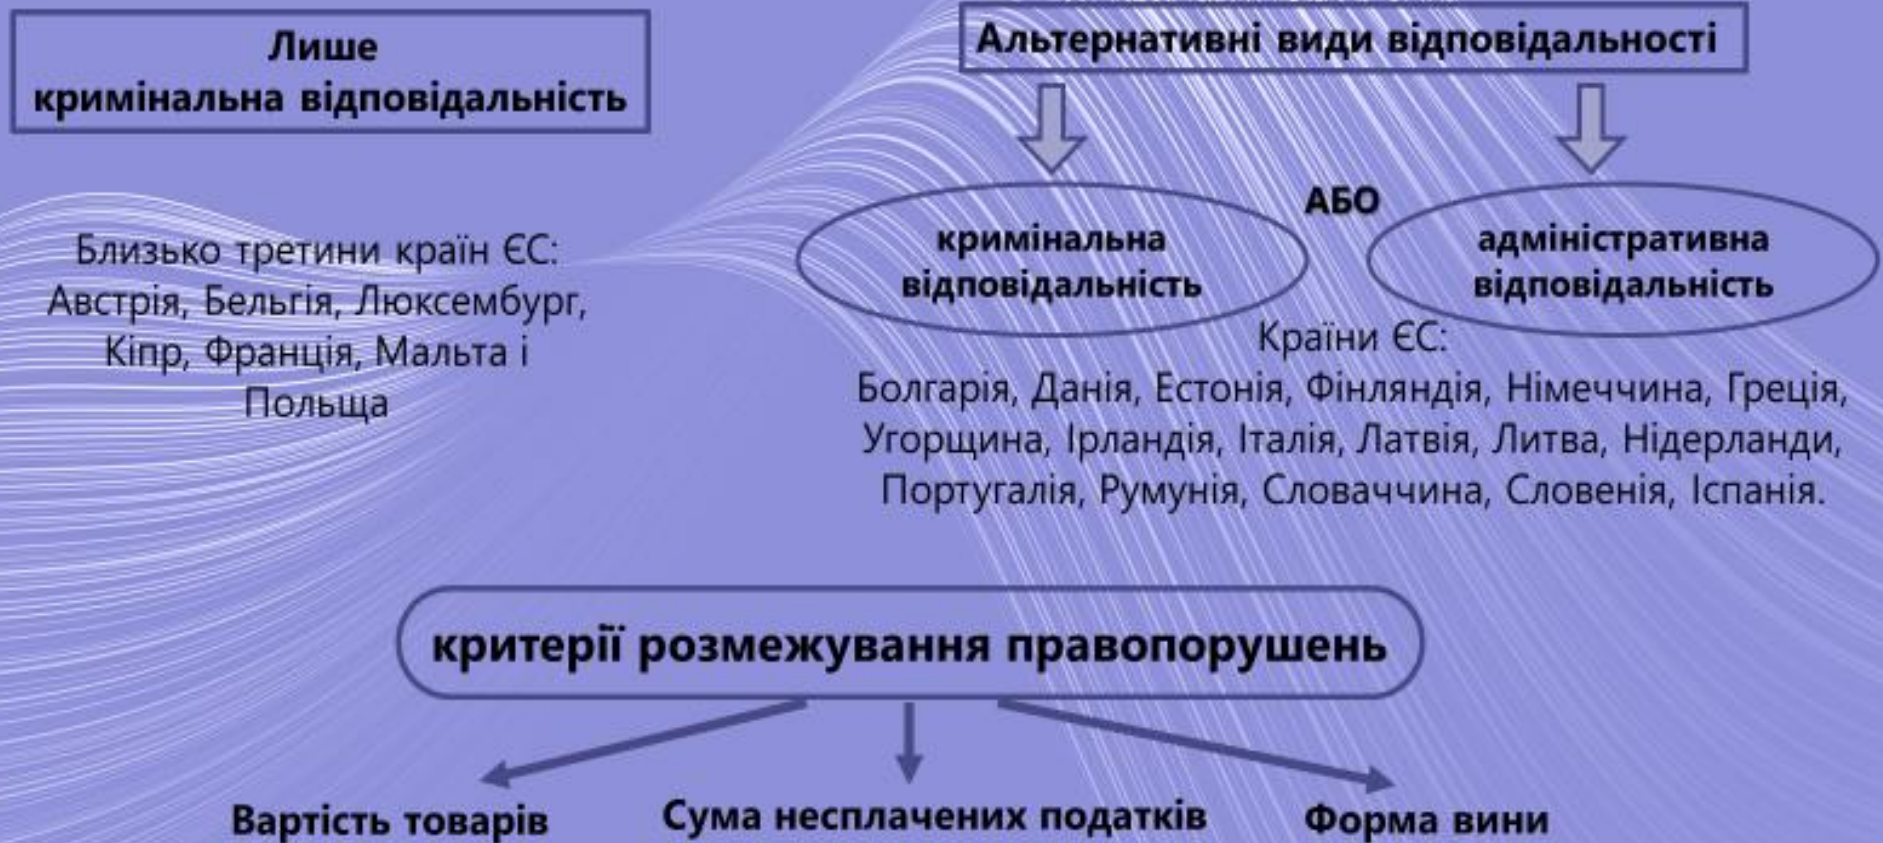 Лише
кримінальна відповідальність
Близько третини країн ЄС:
Австрія, Бельгія, Люксембург,
Кіпр, Франція, Мальта і
Польща
Альтернативні види відповідальності
кримінальна
відповідальність
АБО
адміністративна
відповідальність
Країни ЄС:
Болгарія, Данія, Естонія, Фінляндія, Німеччина, Греція,
Угорщина, Ірландія, Італія, Латвія, Литва, Нідерланди,
Португалія, Румунія, Словаччина, Словенія, Іспанія.
критерії розмежування правопорушень
Вартість товарів
Сума несплачених податків
Форма вини